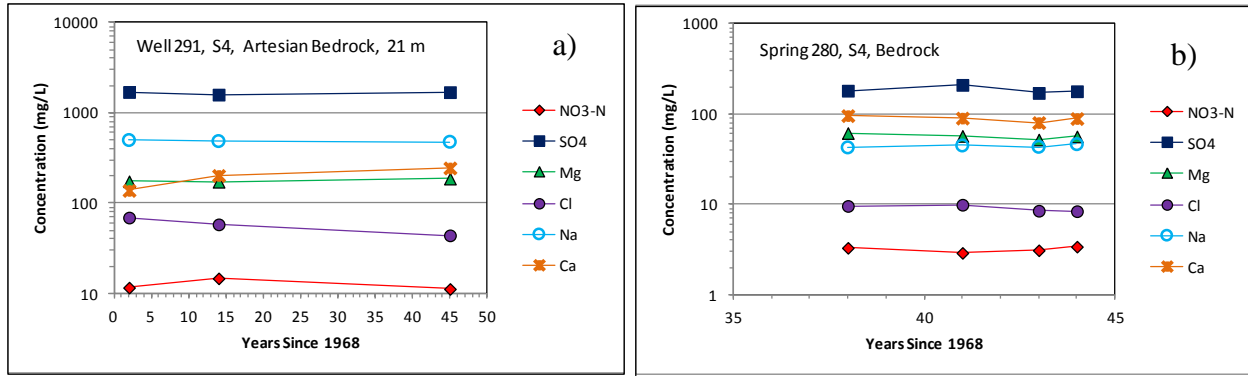 Well 291, S4, Artesian Bedrock, 21 m
a)
Concentration (mg/L)
10000
1000
100
10
0 5 10 15 20 25 30 35 40 45 50
Years Since 1968
NO3-N
SO4
Mg
Cl
Na
Ca
Spring 280, S4, Bedrock
b)
Concentration (mg/L)
1000
100
10
1
35 40 45
Years Since 1968
NO3-N
SO4
Mg
Cl
Na
Ca